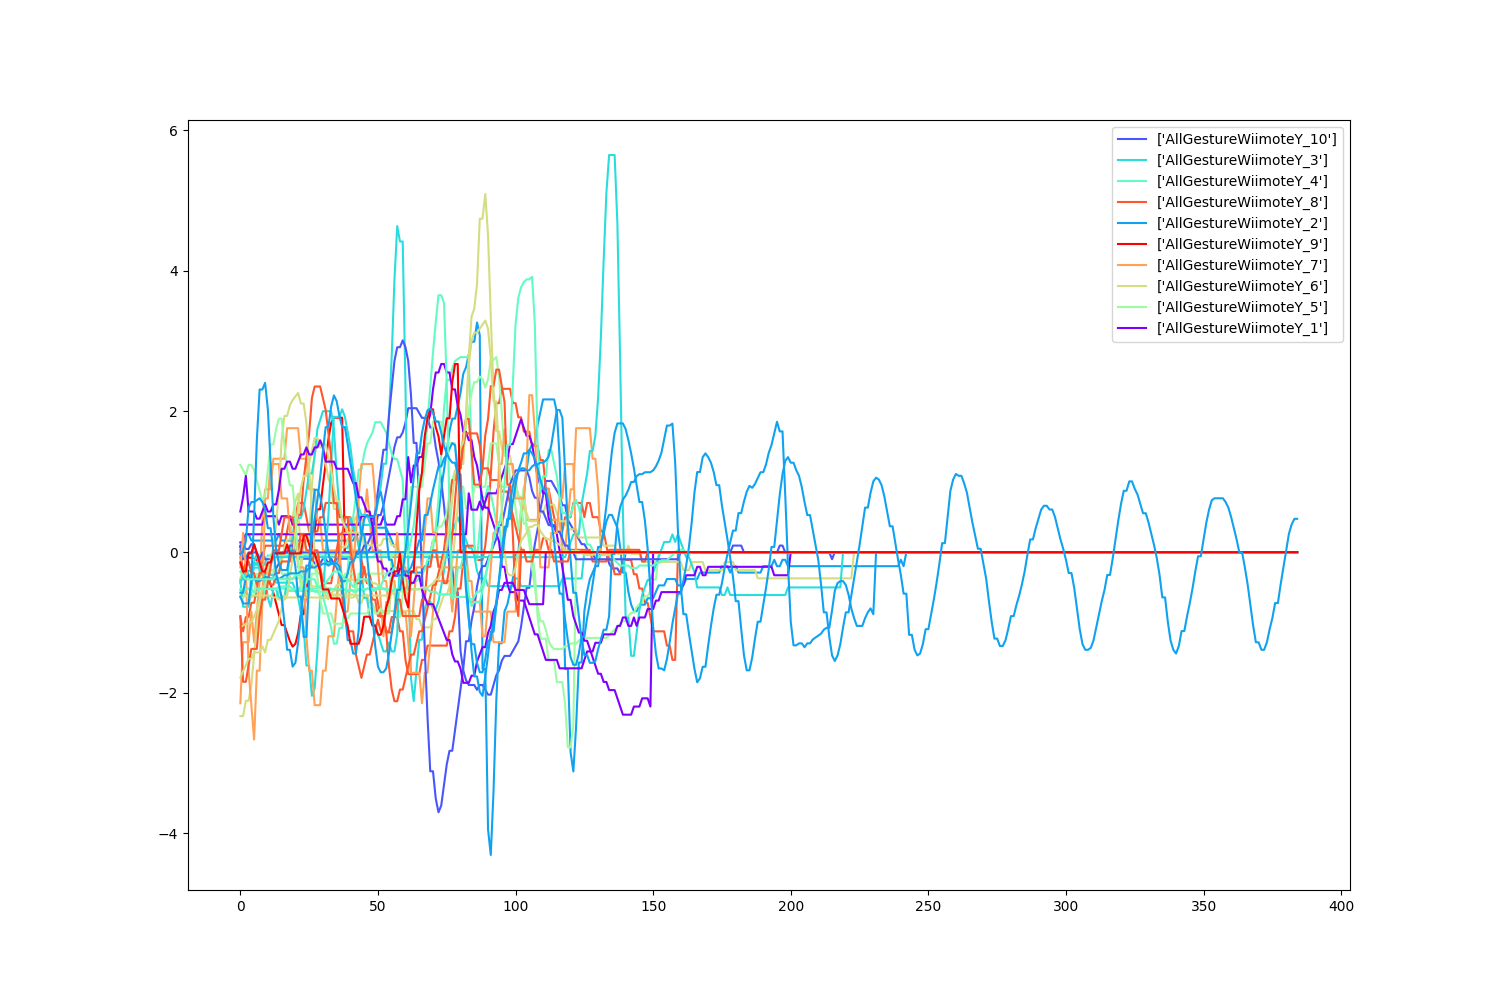 6
4
2
0
−2
−4
0 50 100 150 200 250 300 350 400
['AllGestureWiimoteY_10']
['AllGestureWiimoteY_3']
['AllGestureWiimoteY_4']
['AllGestureWiimoteY_8']
['AllGestureWiimoteY_2']
['AllGestureWiimoteY_9']
['AllGestureWiimoteY_7']
['AllGestureWiimoteY_6']
['AllGestureWiimoteY_5']
['AllGestureWiimoteY_1']